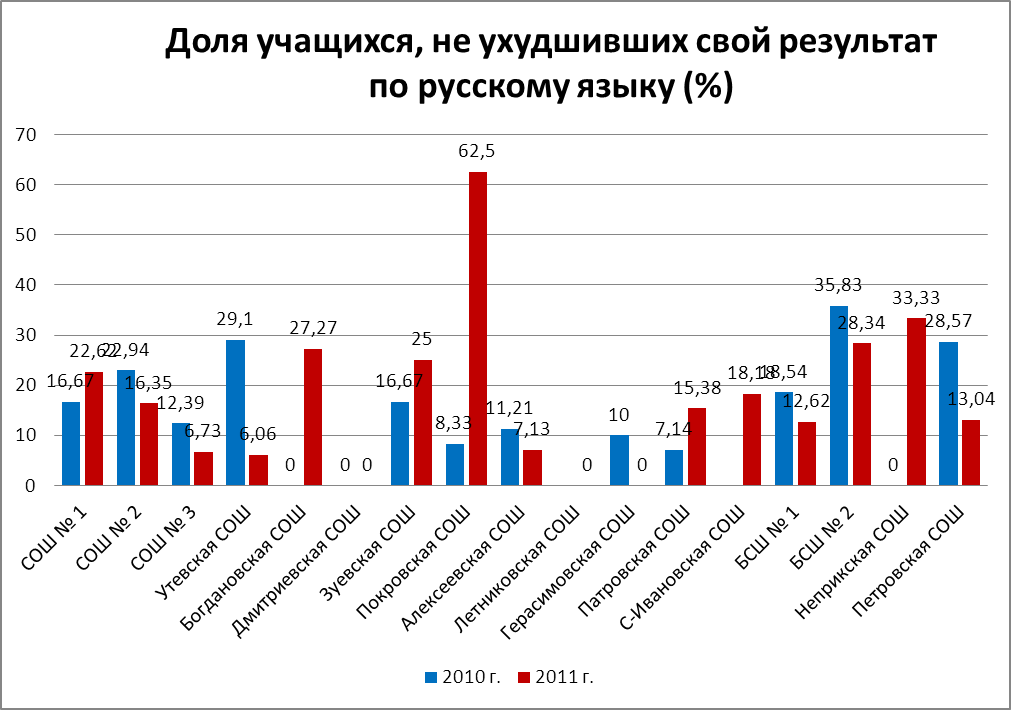 Доля учащихся, не ухудшивших свой результат
по русскому языку (%)
70
60
50
40
30
20
10
0
16,67
22,62
22,94
16,35
12,39
6,73
29,1
6,06
0
27,27
0
0
16,67
25
8,33
62,5
11,21
7,13
0
10
0
7,14
15,38
18,18
18,54
12,62
35,83
28,34
0
33,33
28,57
13,04
СОШ № 1
СОШ № 2
СОШ № 3
Утевская СОШ
Богдановская СОШ
Дмитриевская СОШ
Зуевская СОШ
Покровская СОШ
Алексеевская СОШ
Летниковская СОШ
Герасимовская СОШ
Патровская СОШ
С-Ивановская СОШ
БСШ № 1
БСШ № 2
Неприкская СОШ
Петровская СОШ
2010 г.
2011 г.